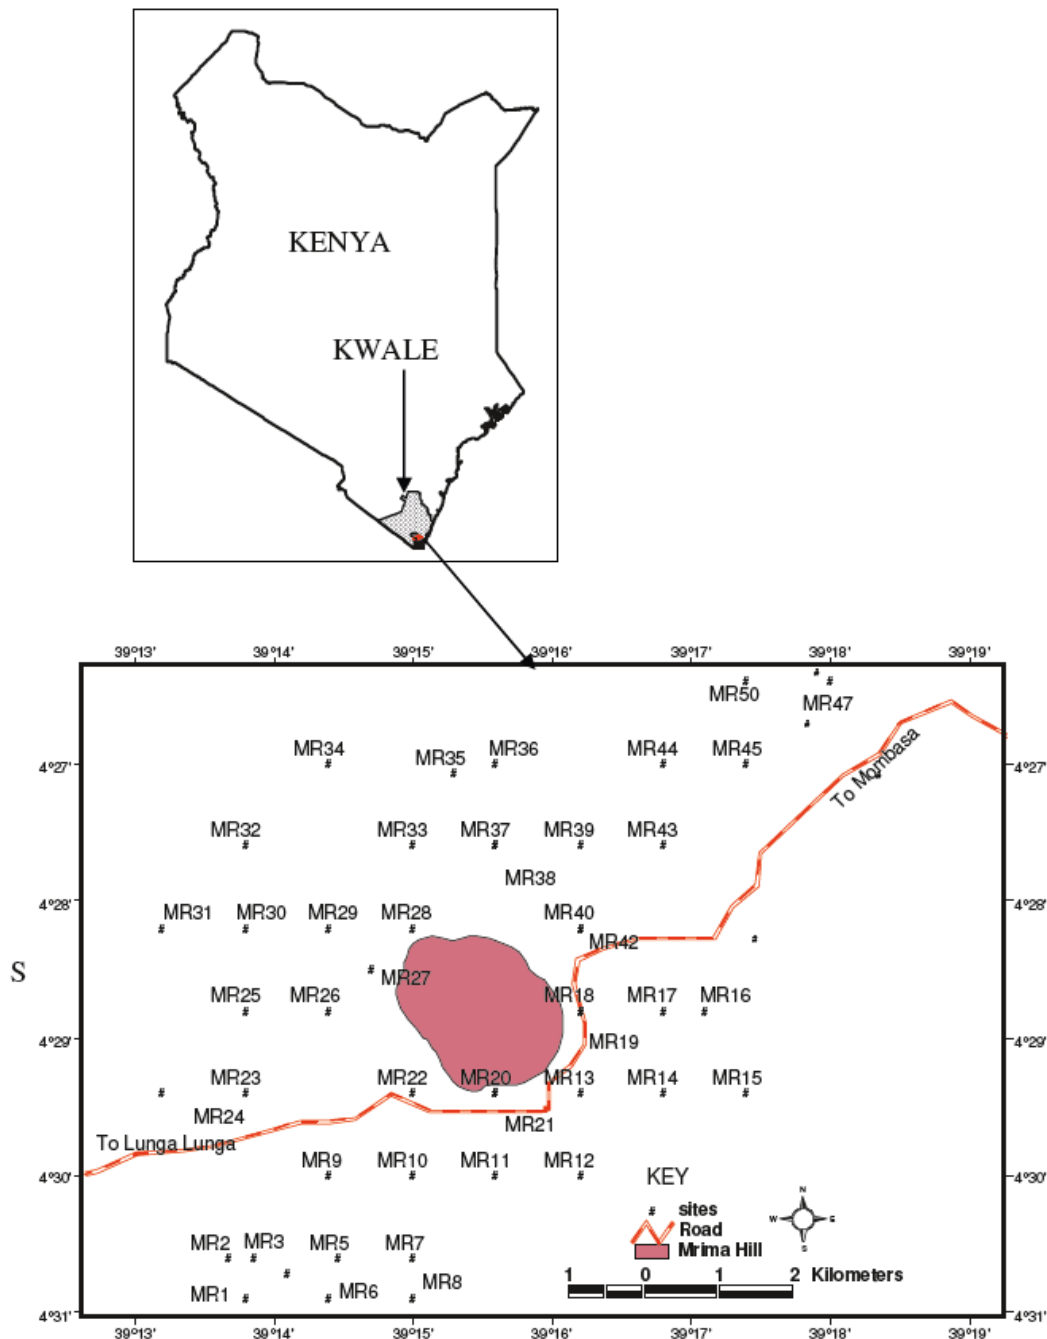 KENYA
KWALE
39°13' 39°14' 39°15' 39°16' 39°17' 39°18' 39°19'
MR50 MR47
MR34 MR35 MR36 MR44 MR45
4°27' 4°27'
To Mombasa
MR32 MR33 MR37 MR39 MR43
MR38
4°28' 4°28'
MR31 MR30 MR29 MR28 MR40
MR42
S
MR27
MR25 MR26 MR18 MR17 MR16
4°29' 4°29'
MR19
MR23 MR22 MR20 MR13 MR14 MR15
MR24 MR21
To Lunga Lunga
MR9 MR10 MR11 MR12
4°30' 4°30'
KEY
# sites
Road
Mrima Hill
N
W E
S
1 0 1 2 Kilometers
MR2 MR3 MR5 MR7
MR1 MR6 MR8
4°31' 4°31'
39°13' 39°14' 39°15' 39°16' 39°17' 39°18' 39°19'